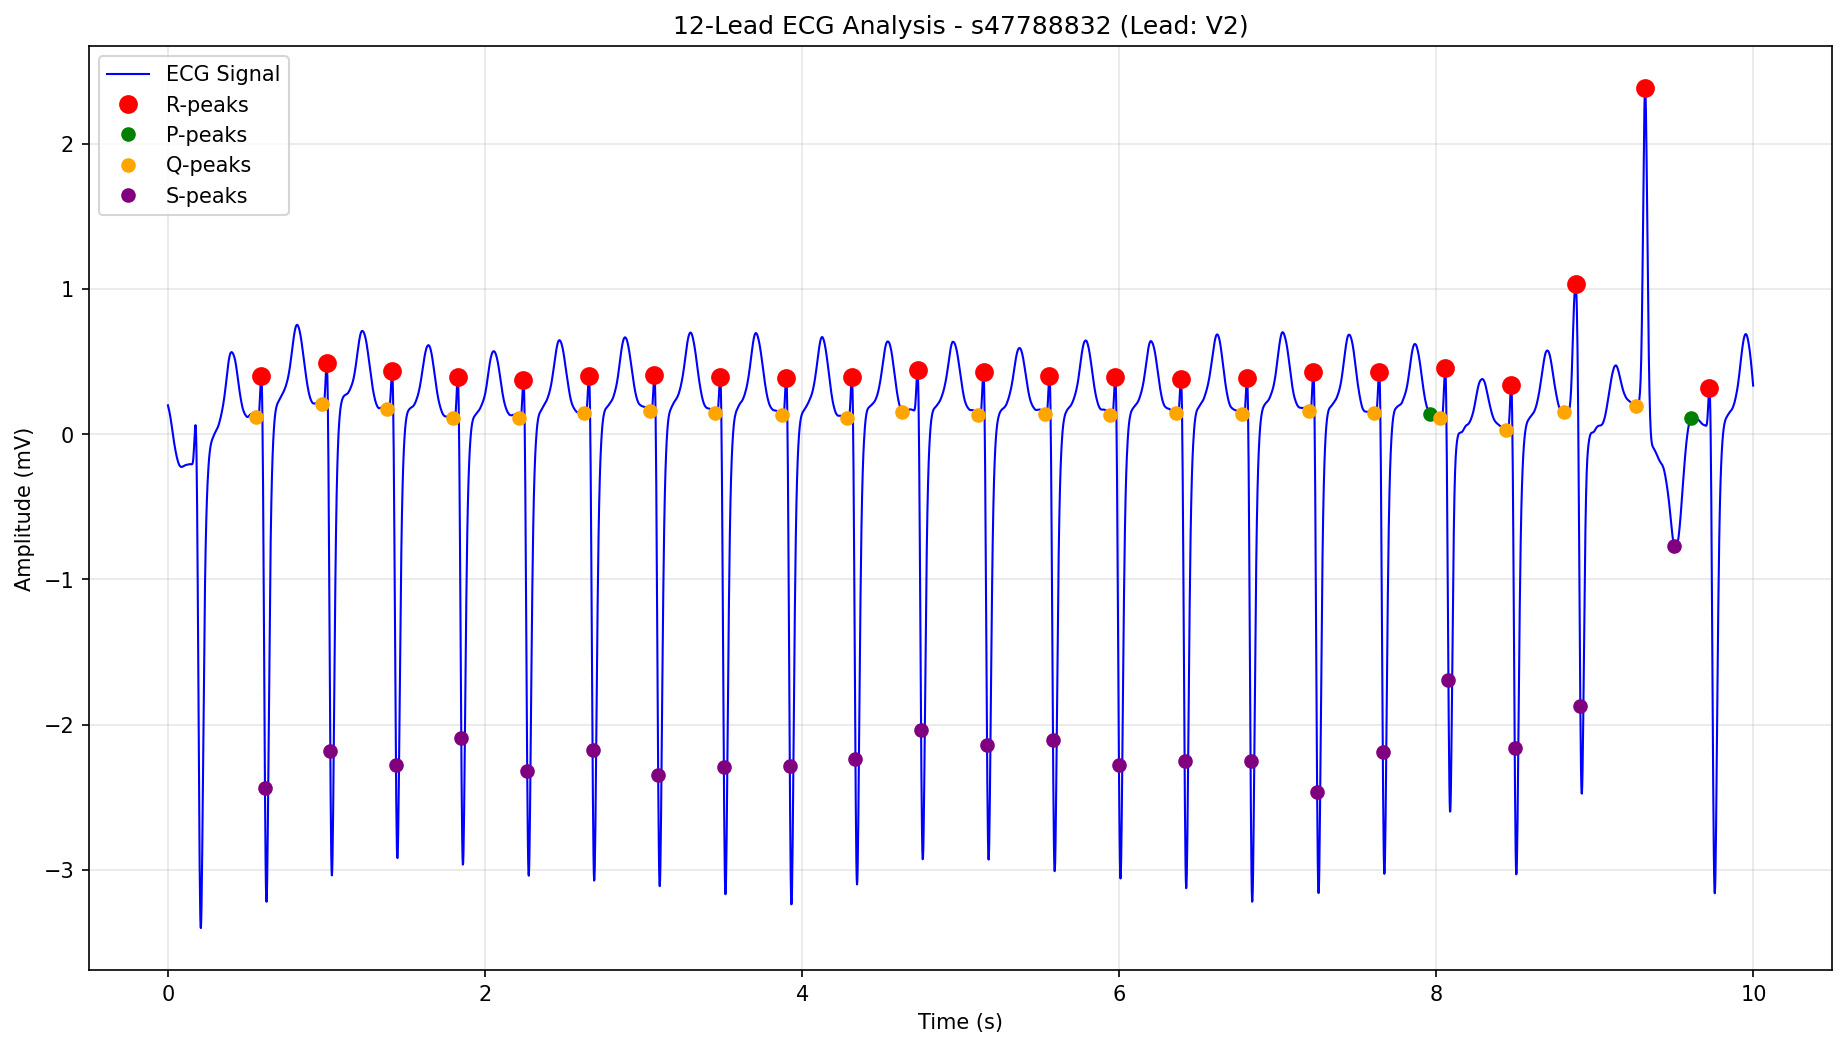 12-Lead ECG Analysis - s47788832 (Lead: V2)
ECG Signal
R-peaks
P-peaks
Q-peaks
S-peaks
Amplitude (mV)
2
1
0
−1
−2
−3
0
2
4
6
8
10
Time (s)